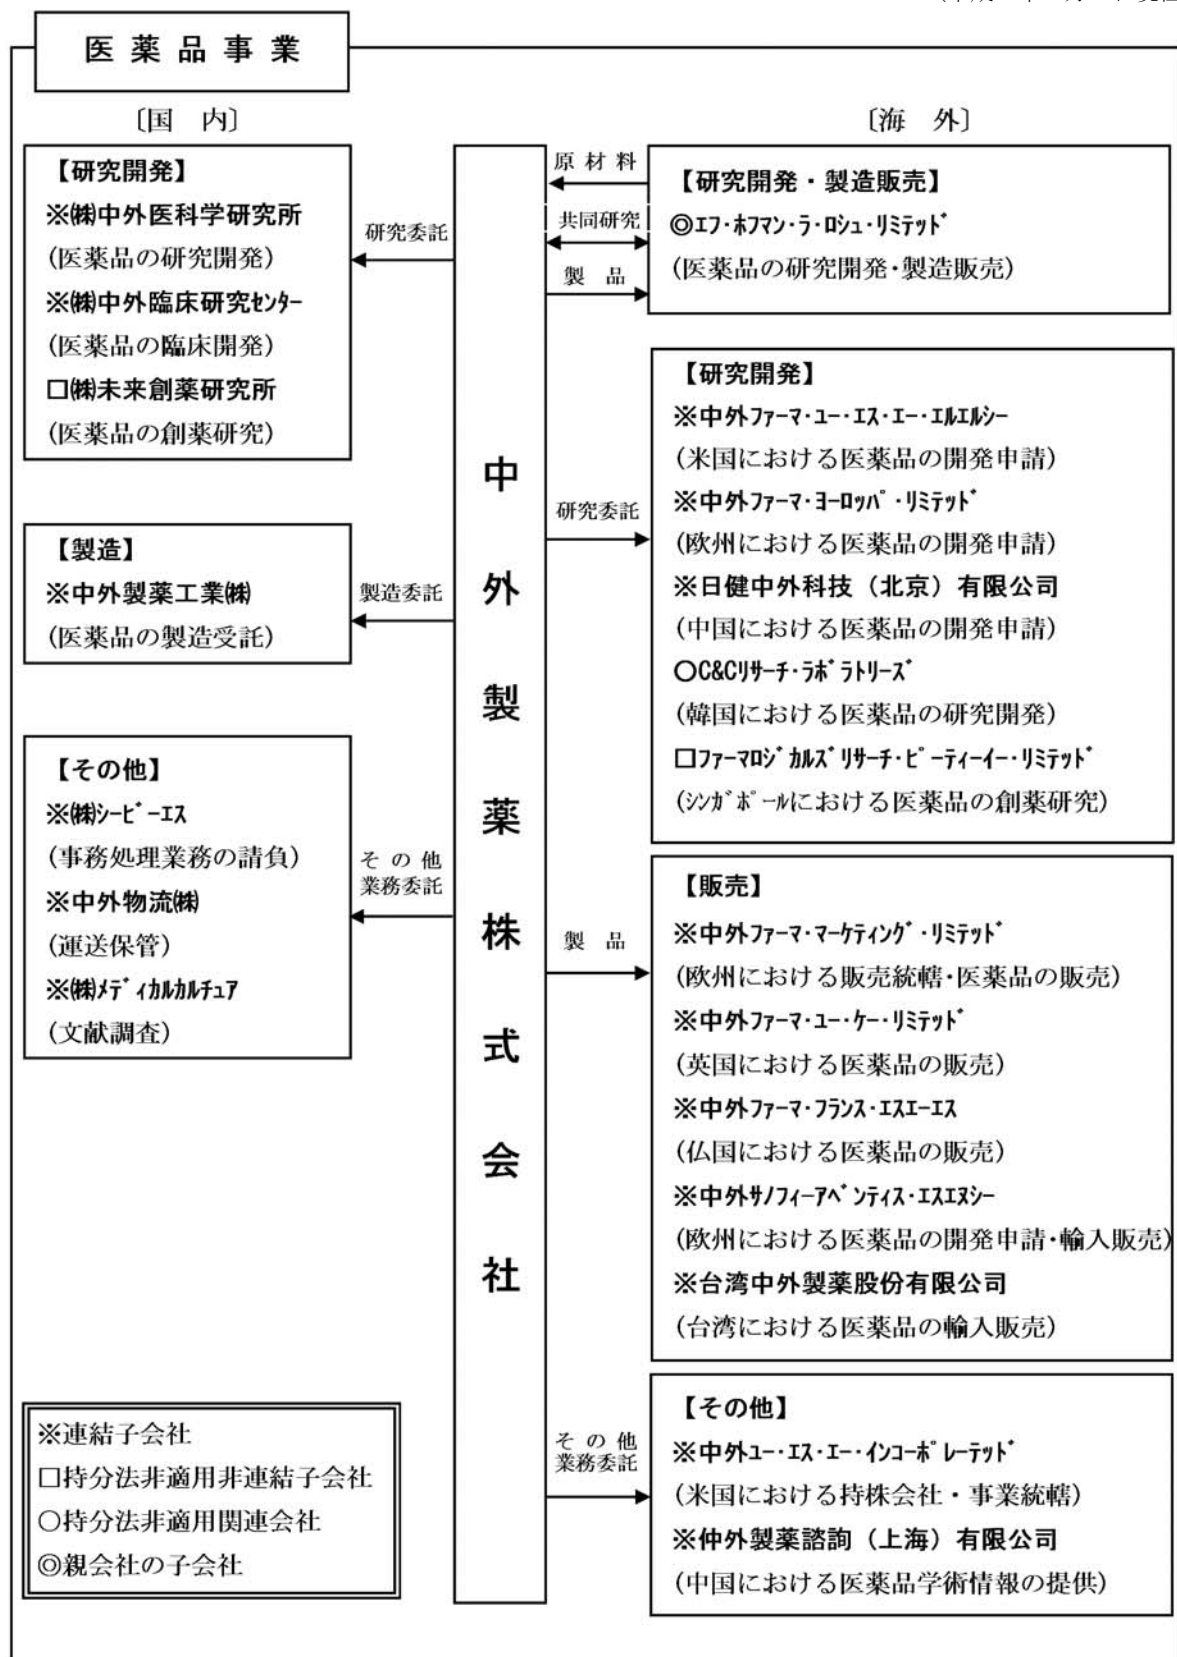 医薬品事業
〔国 内〕
【研究開発】
※㈱中外医科学研究所
(医薬品の研究開発)
※㈱中外臨床研究ｾﾝﾀｰ
(医薬品の臨床開発)
□㈱未来創薬研究所
(医薬品の創薬研究)
【製造】
※中外製薬工業㈱
(医薬品の製造受託)
【その他】
※㈱ｼｰﾋﾞｰｴｽ
(事務処理業務の請負)
※中外物流㈱
(運送保管)
※㈱ﾒﾃﾞｨｶﾙｶﾙﾁｭｱ
(文献調査)
※連結子会社
□持分法非適用非連結子会社
○持分法非適用関連会社
◎親会社の子会社
研究委託
製造委託
その他
業務委託
中外製薬株式会社
原材料
共同研究
製 品
研究委託
製 品
その他
業務委託
〔海 外〕
【研究開発・製造販売】
◎ｴﾌ･ﾎﾌﾏﾝ･ﾗ･ﾛｼｭ･ﾘﾐﾃｯﾄﾞ
(医薬品の研究開発･製造販売)
【研究開発】
※中外ﾌｧｰﾏ･ﾕｰ･ｴｽ･ｴｰ･ｴﾙｴﾙｼｰ
(米国における医薬品の開発申請)
※中外ﾌｧｰﾏ･ﾖｰﾛｯﾊﾟ･ﾘﾐﾃｯﾄﾞ
(欧州における医薬品の開発申請)
※日健中外科技（北京）有限公司
(中国における医薬品の開発申請)
○C&Cﾘｻｰﾁ･ﾗﾎﾞﾗﾄﾘｰｽﾞ
(韓国における医薬品の研究開発)
□ﾌｧｰﾏﾛｼﾞｶﾙｽﾞﾘｻｰﾁ･ﾋﾟｰﾃｨｰｲｰ･ﾘﾐﾃｯﾄﾞ
(ｼﾝｶﾞﾎﾟｰﾙにおける医薬品の創薬研究)
【販売】
※中外ﾌｧｰﾏ･ﾏｰｹﾃｨﾝｸﾞ･ﾘﾐﾃｯﾄﾞ
(欧州における販売統轄･医薬品の販売)
※中外ﾌｧｰﾏ･ﾕｰ･ｹｰ･ﾘﾐﾃｯﾄﾞ
(英国における医薬品の販売)
※中外ﾌｧｰﾏ･ﾌﾗﾝｽ･ｴｽｴｰｴｽ
(仏国における医薬品の販売)
※中外ｻﾉﾌｨｰｱﾍﾞﾝﾃｨｽ･ｴｽｴﾇｼｰ
(欧州における医薬品の開発申請･輸入販売)
※台湾中外製薬股份有限公司
(台湾における医薬品の輸入販売)
【その他】
※中外ﾕｰ･ｴｽ･ｴｰ･ｲﾝｺｰﾎﾟﾚｰﾃｯﾄﾞ
(米国における持株会社・事業統轄)
※仲外製薬諮詢（上海）有限公司
(中国における医薬品学術情報の提供)